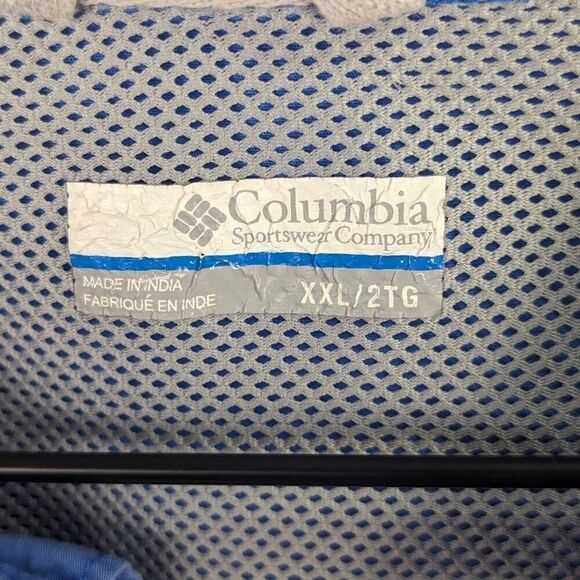 Columbia
Sportswear Company
MADE IN INDIA
FABRIQUÉ EN INDE
XXL/2TG